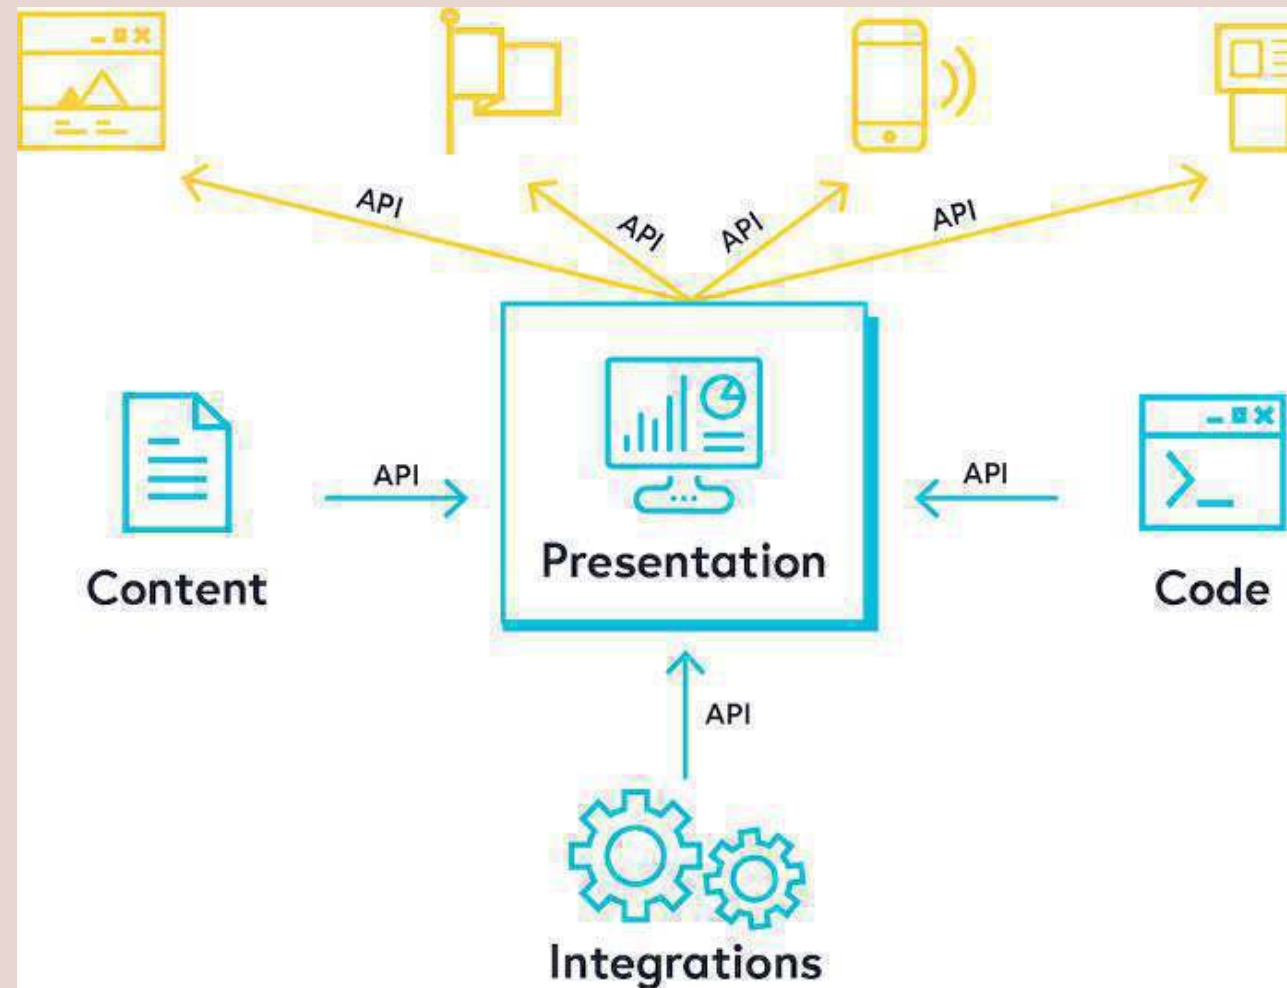 API
API
API
API
API
API
Presentation
Content
Code
API
Integrations